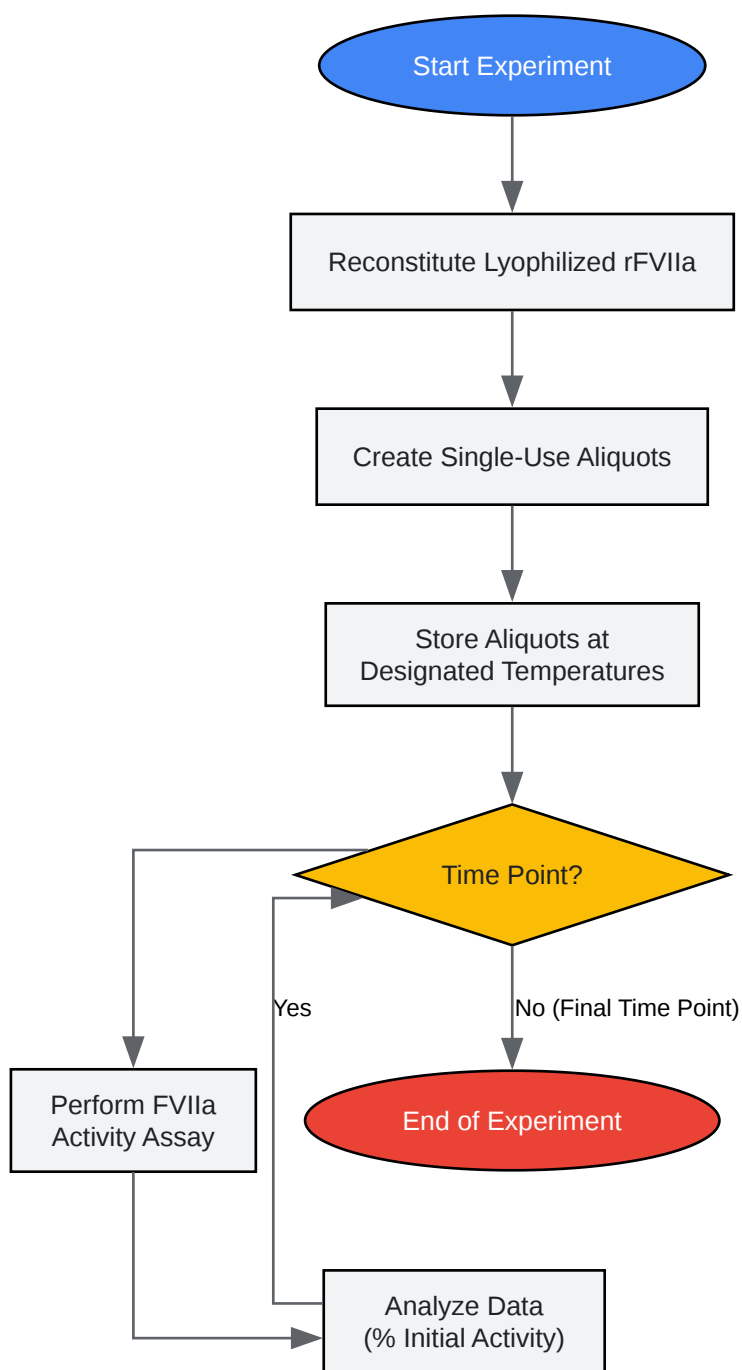 Start Experiment
Reconstitute Lyophilized rFVIIa
Create Single-Use Aliquots
Store Aliquots at
Designated Temperatures
Time Point?
Yes
No (Final Time Point)
Perform FVIIa
Activity Assay
End of Experiment
Analyze Data
(% Initial Activity)